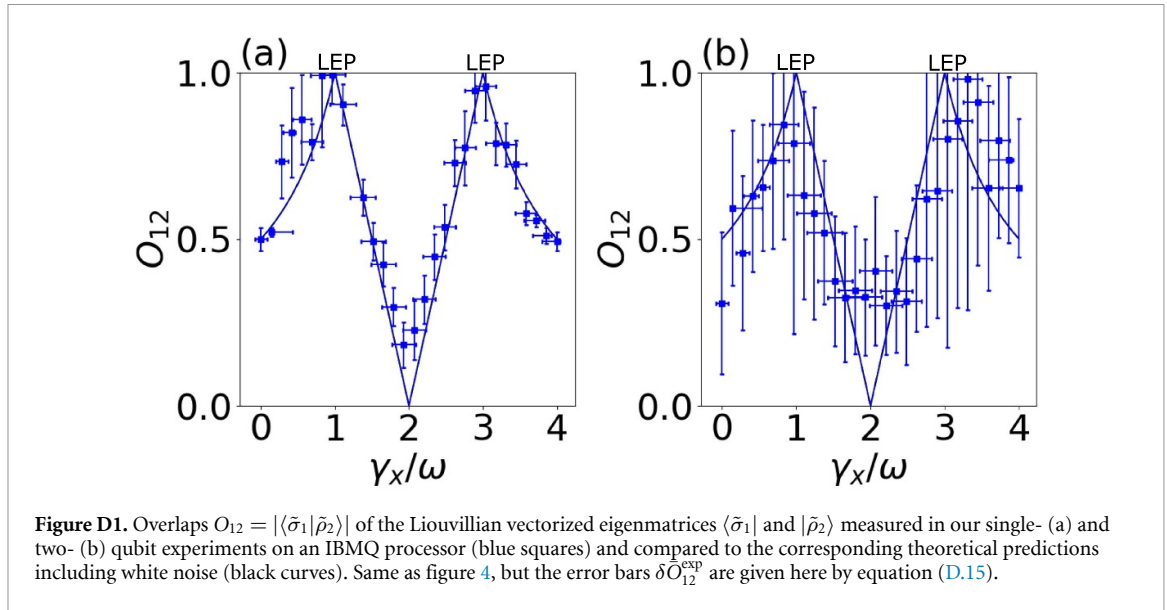 (a)
LEP
LEP
1.0
0.5
0.0
O₁₂
0 1 2 3 4
γₓ/ω
(b)
LEP
LEP
1.0
0.5
0.0
O₁₂
0 1 2 3 4
γₓ/ω
Figure D1. Overlaps O₁₂ = |⟨σ̃₁|ρ̃₂⟩| of the Liouvillian vectorized eigenmatrices ⟨σ̃₁| and |ρ̃₂⟩ measured in our single- (a) and
two- (b) qubit experiments on an IBMQ processor (blue squares) and compared to the corresponding theoretical predictions
including white noise (black curves). Same as figure 4, but the error bars δŌ₁₂ᵉˣᵖ are given here by equation (D.15).